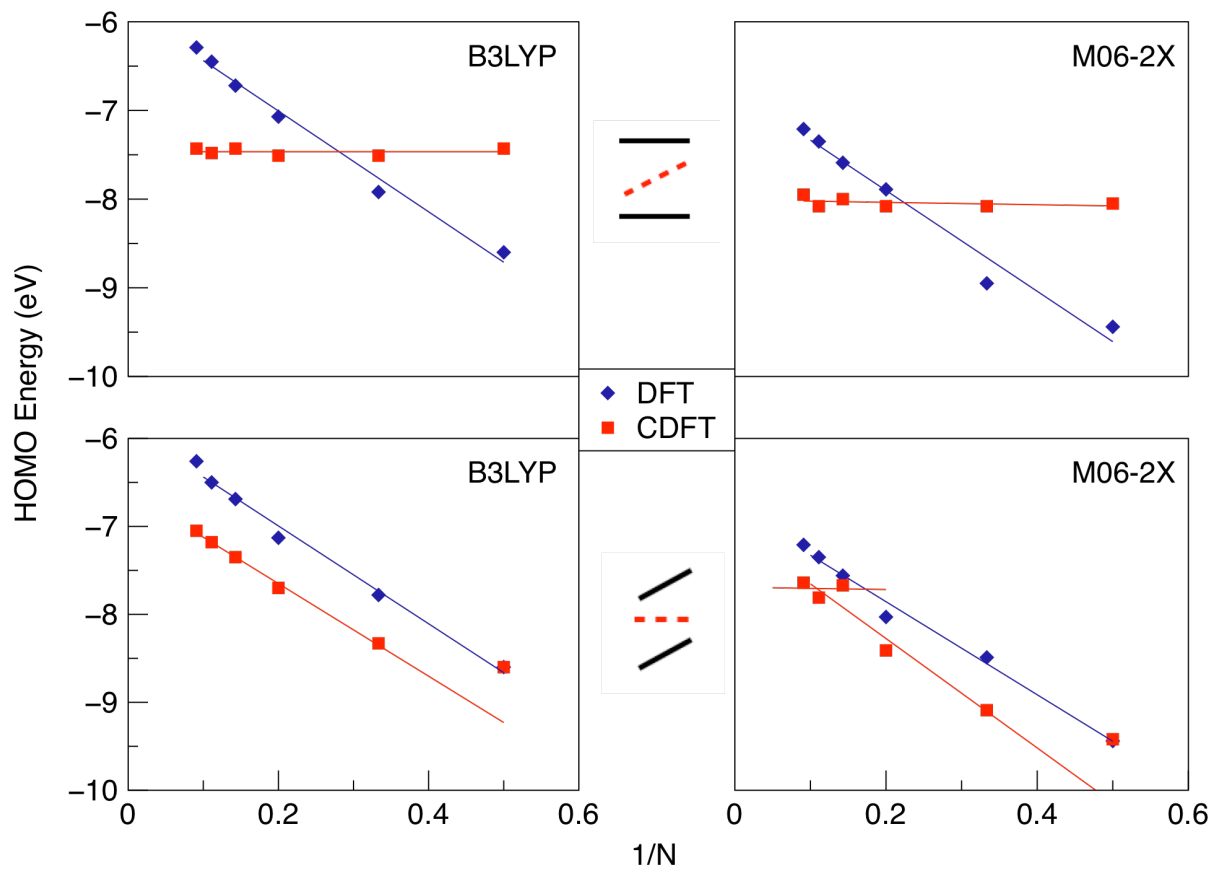 −6
−7
−8
−9
−10
B3LYP
M06-2X
DFT
CDFT
HOMO Energy (eV)
−6
−7
−8
−9
−10
B3LYP
M06-2X
0
0.2
0.4
0.6
0
0.2
0.4
0.6
1/N